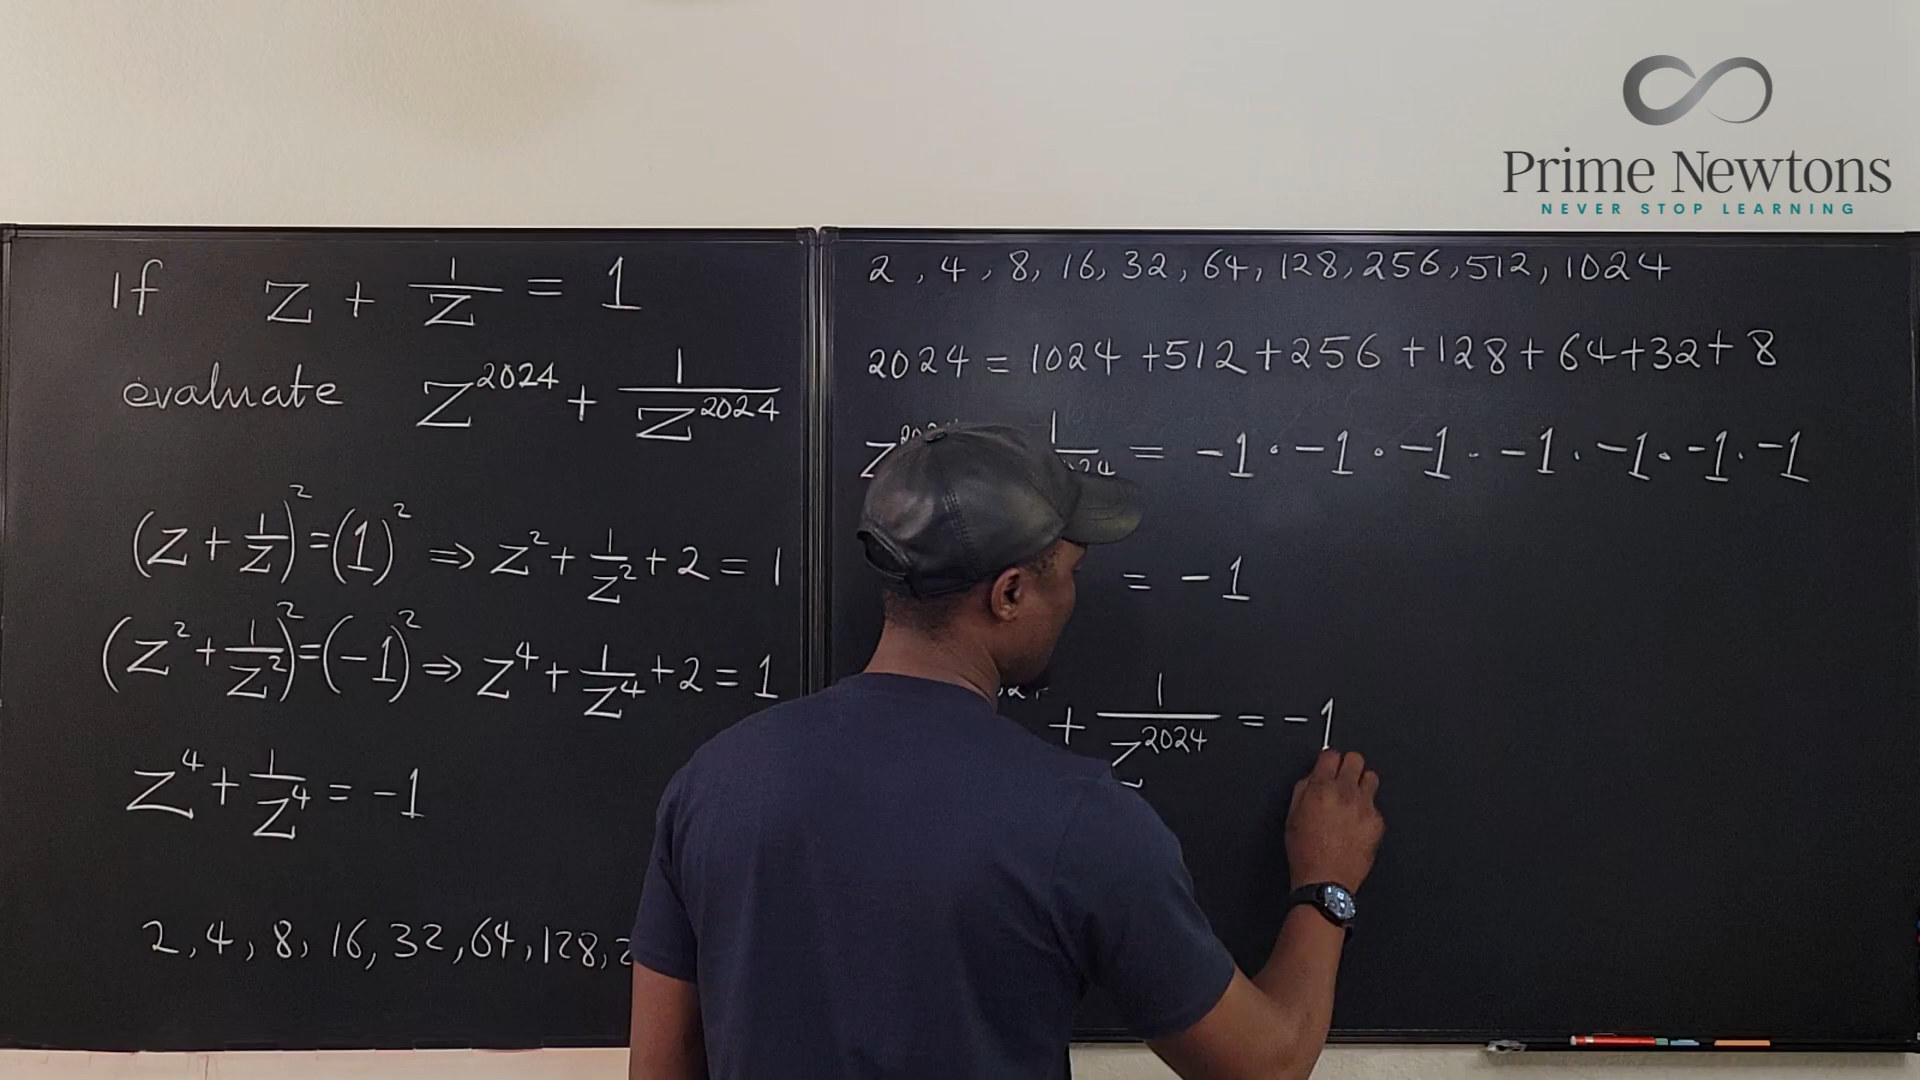 Prime Newtons
NEVER STOP LEARNING
If z + 1/z = 1
evaluate z^2024 + 1/z^2024
(z + 1/z)^2 = (1)^2 ⇒ z^2 + 1/z^2 + 2 = 1
(z^2 + 1/z^2)^2 = (-1)^2 ⇒ z^4 + 1/z^4 + 2 = 1
z^4 + 1/z^4 = -1
2, 4, 8, 16, 32, 64, 128,
2, 4, 8, 16, 32, 64, 128, 256, 512, 1024
2024 = 1024 + 512 + 256 + 128 + 64 + 32 + 8
z 1 = -1 · -1 · -1 · -1 · -1 · -1 · -1
= -1
+ 1/z^2024 = -1